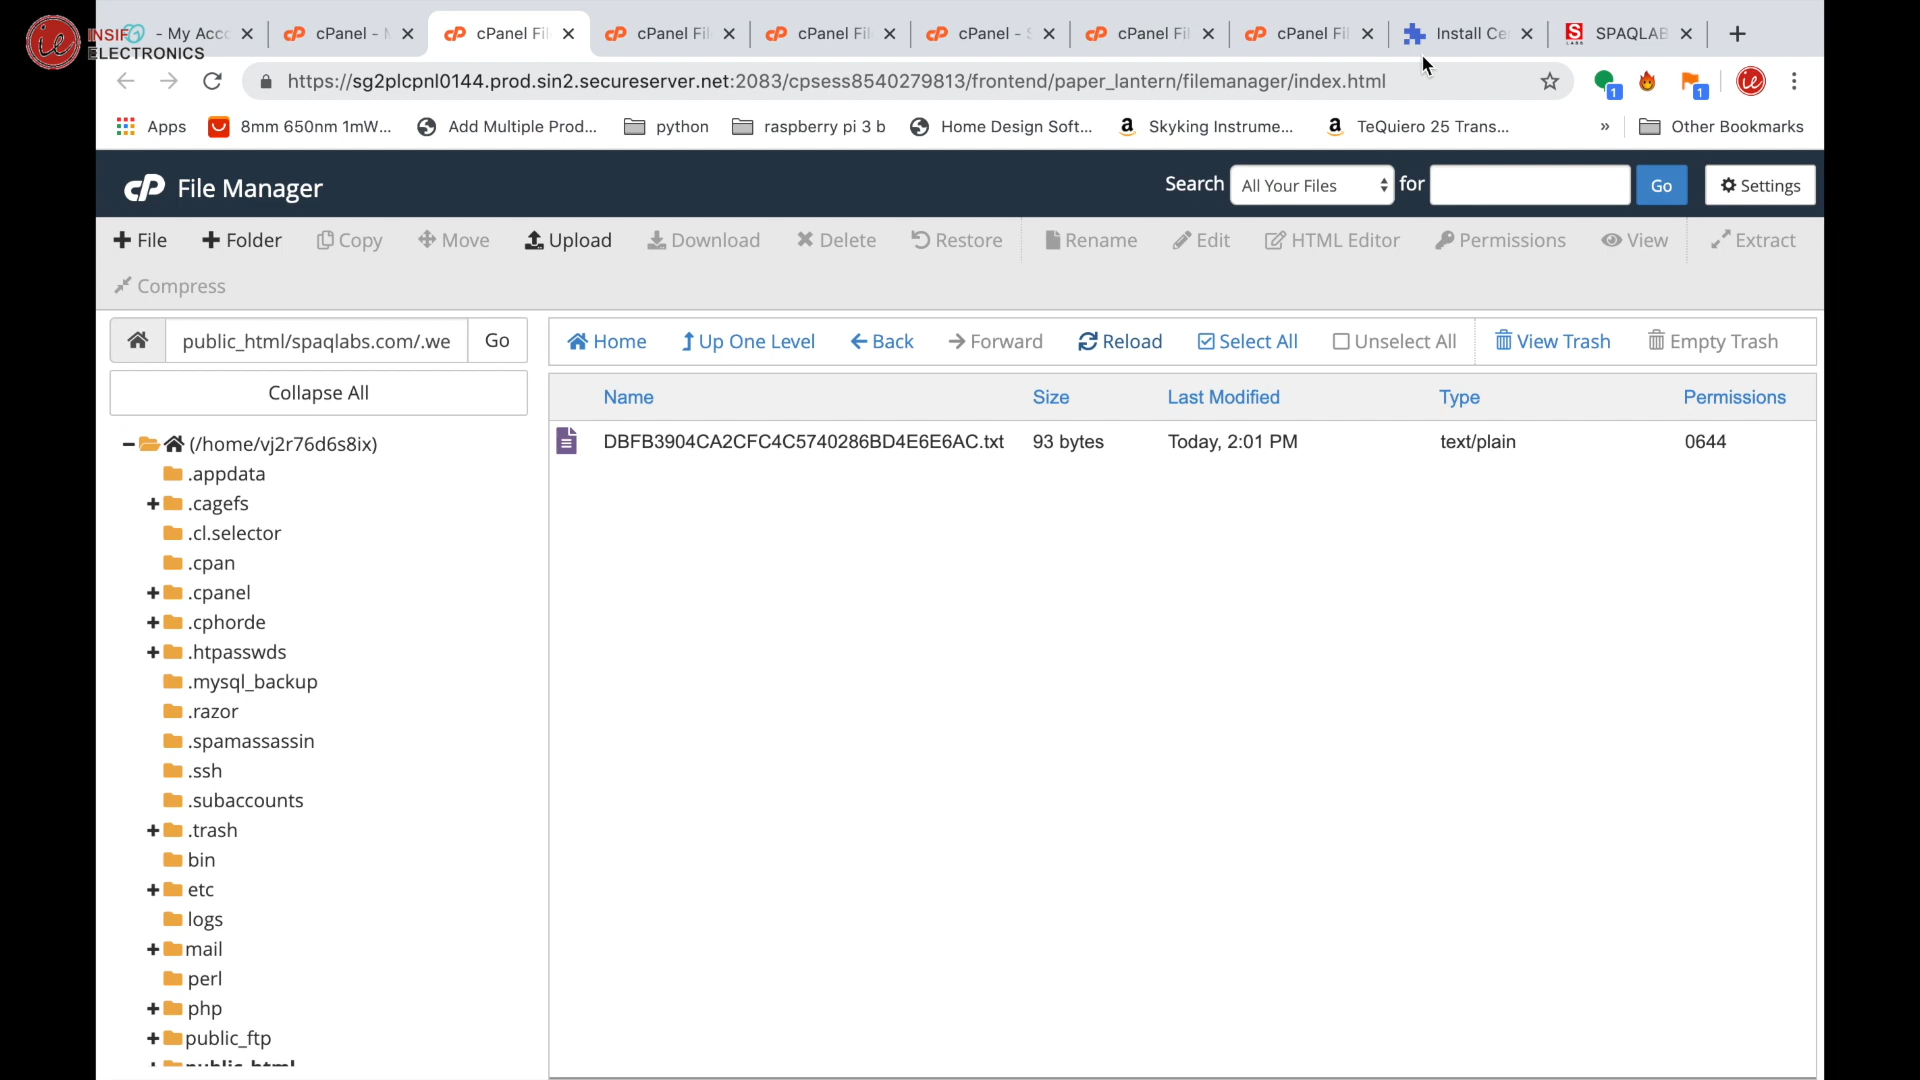 INSIF ELECTRONICS
- My Acc
cPanel - M
cPanel Fil
cPanel Fil
cPanel Fil
cPanel - S
cPanel Fil
cPanel Fil
Install Ce
SPAQLAB
https://sg2plcpnl0144.prod.sin2.secureserver.net:2083/cpsess8540279813/frontend/paper_lantern/filemanager/index.html
1
1
Apps
8mm 650nm 1mW...
Add Multiple Prod...
python
raspberry pi 3 b
Home Design Soft...
Skyking Instrume...
TeQuiero 25 Trans...
»
Other Bookmarks
cP File Manager
Search All Your Files for Go Settings
File Folder Copy Move Upload Download Delete Restore Rename Edit HTML Editor Permissions View Extract
Compress
public_html/spaqlabs.com/.we Go
Home Up One Level Back Forward Reload Select All Unselect All View Trash Empty Trash
Collapse All
Name Size Last Modified Type Permissions
DBFB3904CA2CFC4C5740286BD4E6E6AC.txt 93 bytes Today, 2:01 PM text/plain 0644
(/home/vj2r76d6s8ix)
.appdata
.cagefs
.cl.selector
.cpan
.cpanel
.cphorde
.htpasswds
.mysql_backup
.razor
.spamassassin
.ssh
.subaccounts
.trash
bin
etc
logs
mail
perl
php
public_ftp
public_html